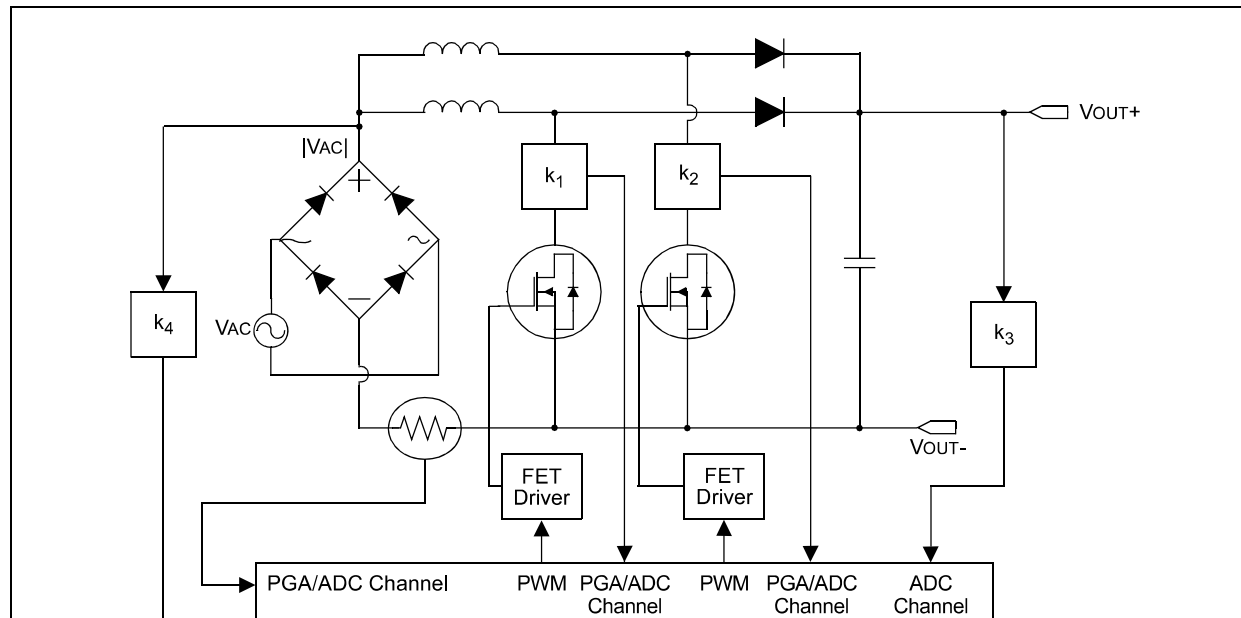 VOUT+
|VAC|
k1
k2
k4
VAC
k3
VOUT-
FET
Driver
FET
Driver
PGA/ADC Channel
PWM
PGA/ADC
Channel
PWM
PGA/ADC
Channel
ADC
Channel